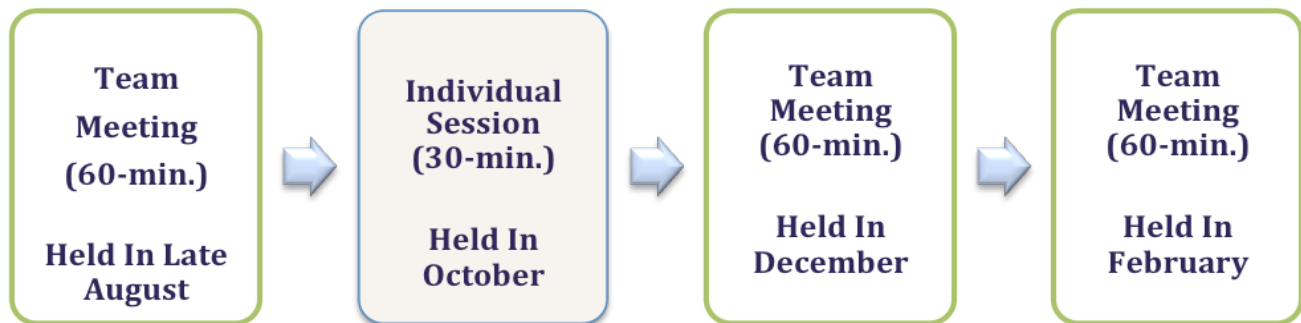 Team
Meeting
(60-min.)
Held In Late
August
Individual
Session
(30-min.)
Held In
October
Team
Meeting
(60-min.)
Held In
December
Team
Meeting
(60-min.)
Held In
February